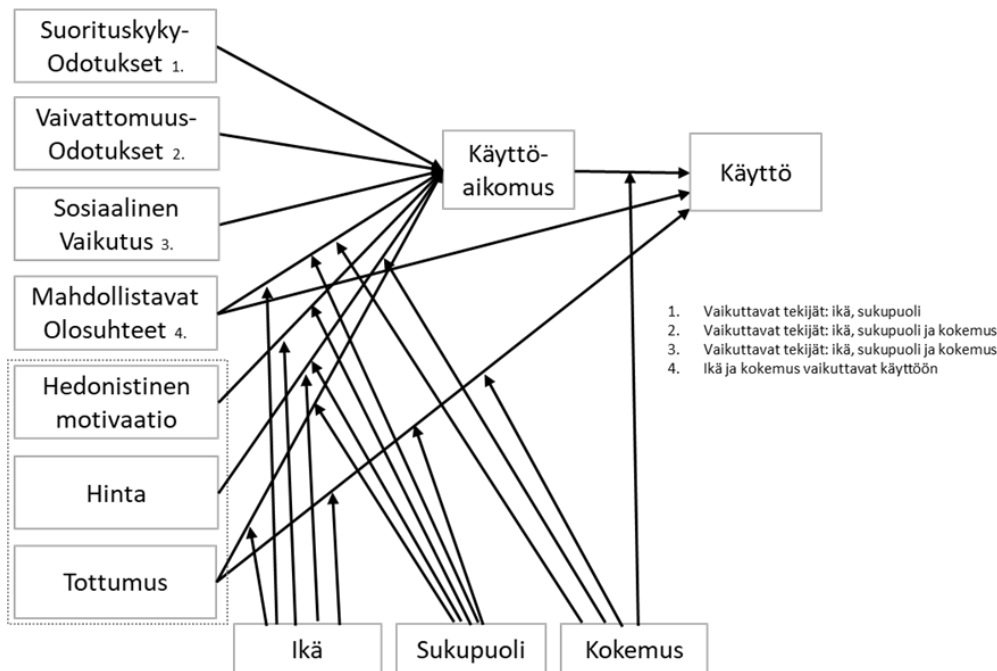 Suorituskyky-
Odotukset 1.
Vaivattomuus-
Odotukset 2.
Sosiaalinen
Vaikutus 3.
Mahdollistavat
Olosuhteet 4.
Hedonistinen
motivaatio
Hinta
Tottumus
Käyttö-
aikomus
Käyttö
1. Vaikuttavat tekijät: ikä, sukupuoli
2. Vaikuttavat tekijät: ikä, sukupuoli ja kokemus
3. Vaikuttavat tekijät: ikä, sukupuoli ja kokemus
4. Ikä ja kokemus vaikuttavat käyttöön
Ikä
Sukupuoli
Kokemus